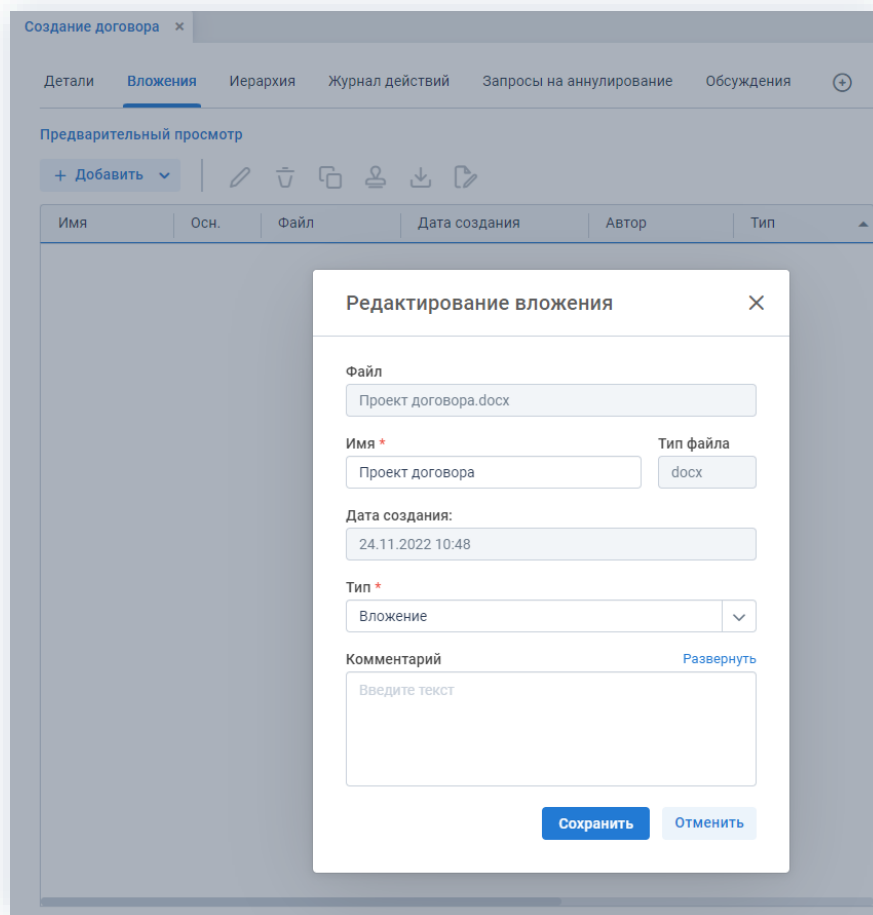 Создание договора ×
Детали Вложения Иерархия Журнал действий Запросы на аннулирование Обсуждения
Предварительный просмотр
+ Добавить
Имя Осн. Файл Дата создания Автор Тип
Редактирование вложения
Файл
Проект договора.docx
Имя * Тип файла
Проект договора docx
Дата создания:
24.11.2022 10:48
Тип *
Вложение
Комментарий Развернуть
Введите текст
Сохранить Отменить